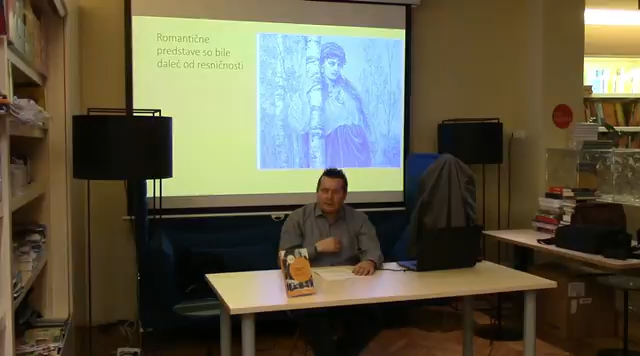 Romantične
predstave so bile
daleč od resničnosti